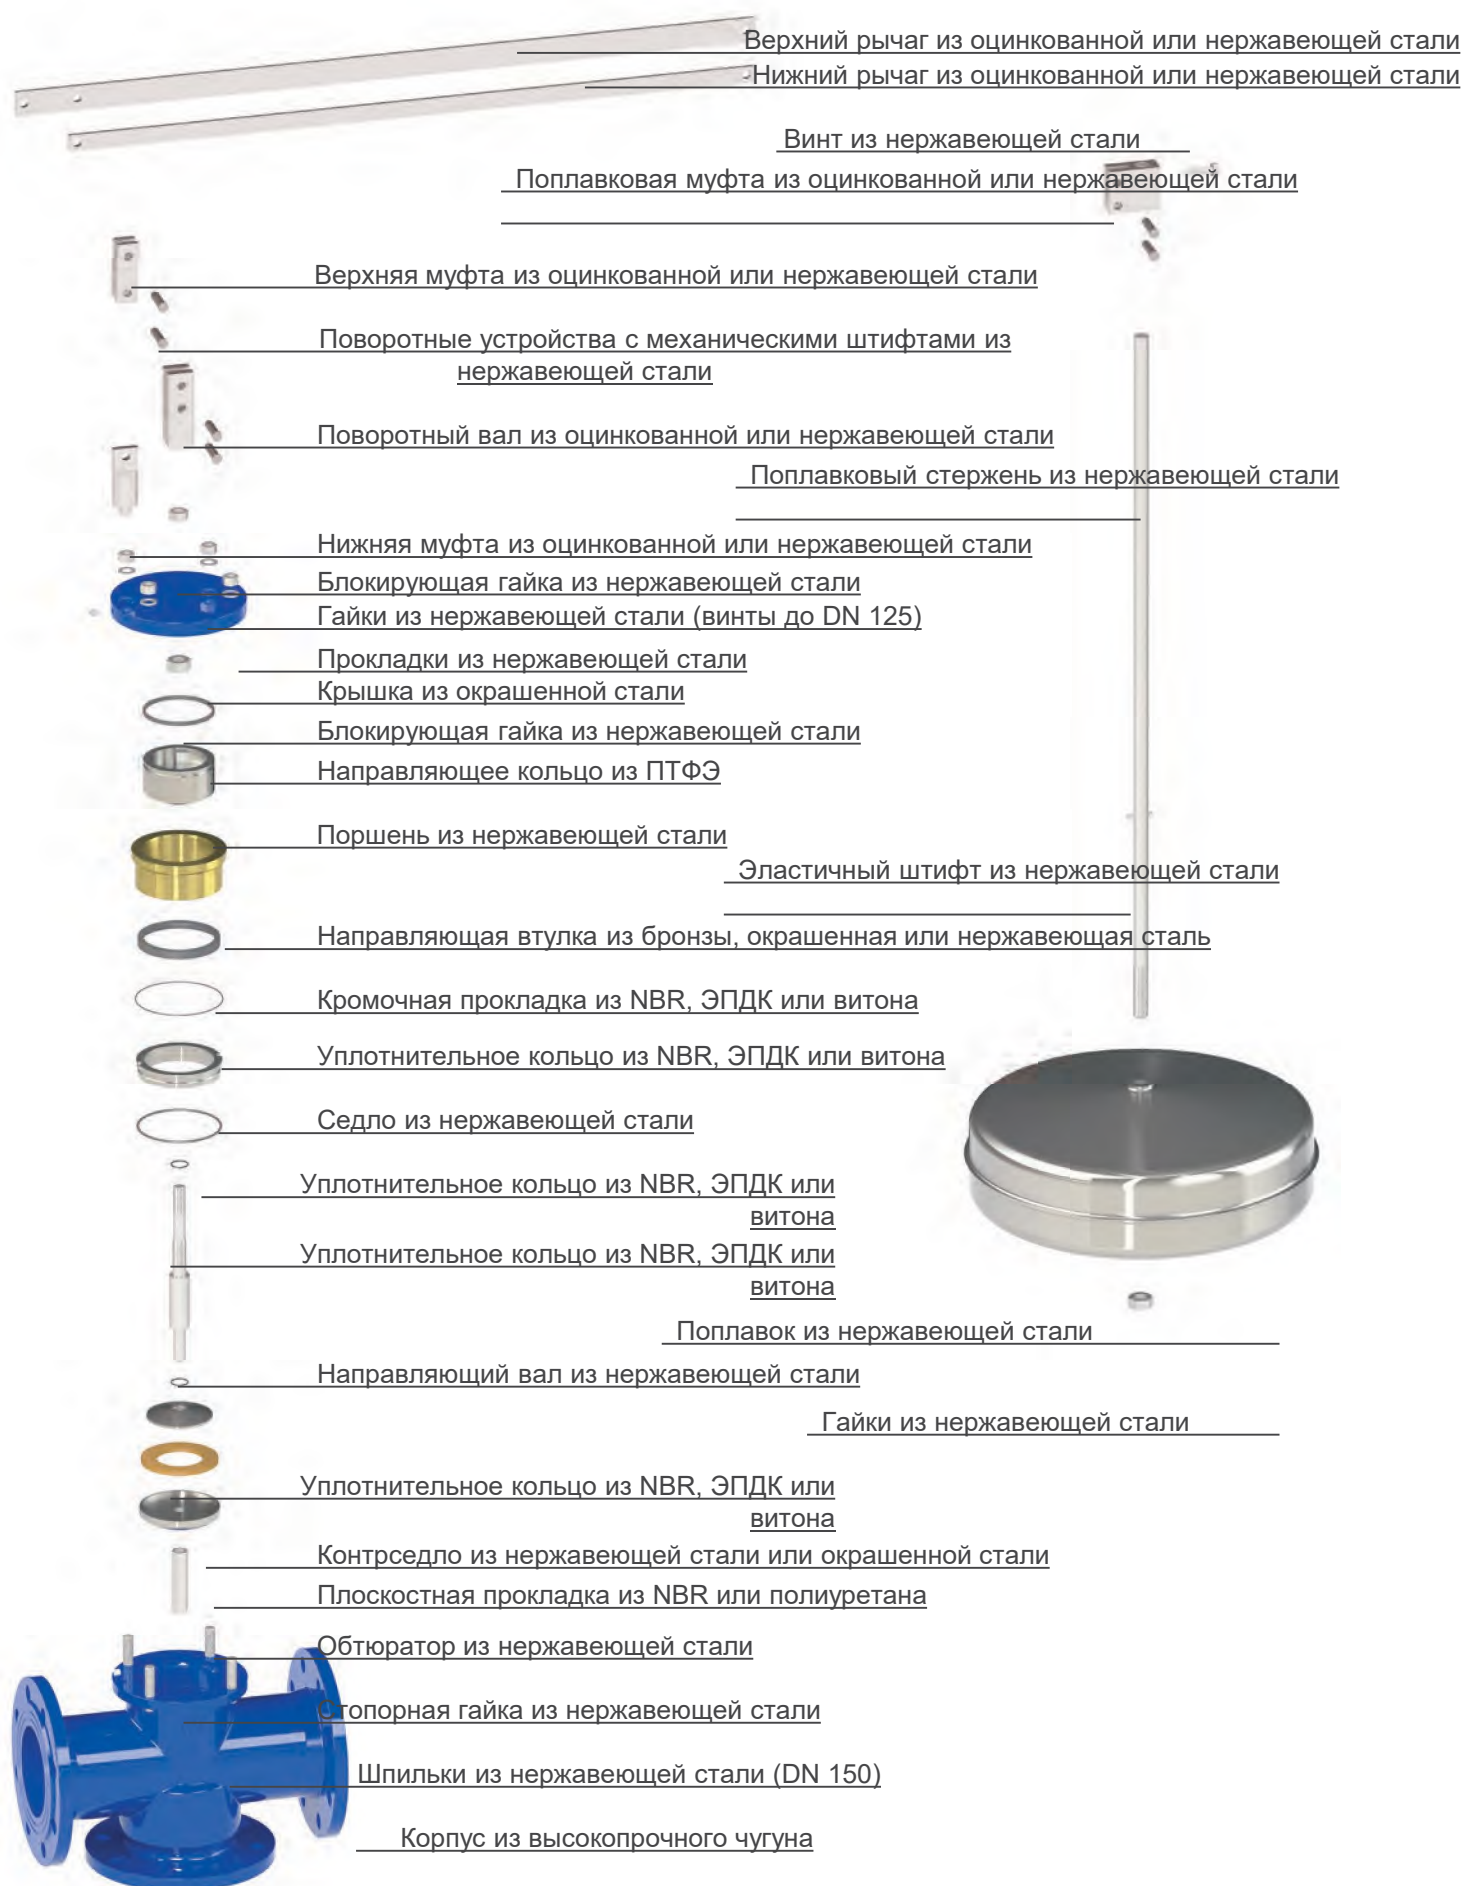 Верхний рычаг из оцинкованной или нержавеющей стали
Нижний рычаг из оцинкованной или нержавеющей стали
Винт из нержавеющей стали
Поплавковая муфта из оцинкованной или нержавеющей стали
Верхняя муфта из оцинкованной или нержавеющей стали
Поворотные устройства с механическими штифтами из
нержавеющей стали
Поворотный вал из оцинкованной или нержавеющей стали
Поплавковый стержень из нержавеющей стали
Нижняя муфта из оцинкованной или нержавеющей стали
Блокирующая гайка из нержавеющей стали
Гайки из нержавеющей стали (винты до DN 125)
Прокладки из нержавеющей стали
Крышка из окрашенной стали
Блокирующая гайка из нержавеющей стали
Направляющее кольцо из ПТФЭ
Поршень из нержавеющей стали
Эластичный штифт из нержавеющей стали
Направляющая втулка из бронзы, окрашенная или нержавеющая сталь
Кромочная прокладка из NBR, ЭПДК или витона
Уплотнительное кольцо из NBR, ЭПДК или витона
Седло из нержавеющей стали
Уплотнительное кольцо из NBR, ЭПДК или
витона
Уплотнительное кольцо из NBR, ЭПДК или
витона
Поплавок из нержавеющей стали
Направляющий вал из нержавеющей стали
Гайки из нержавеющей стали
Уплотнительное кольцо из NBR, ЭПДК или
витона
Контрседло из нержавеющей стали или окрашенной стали
Плоскостная прокладка из NBR или полиуретана
Обтюратор из нержавеющей стали
Стопорная гайка из нержавеющей стали
Шпильки из нержавеющей стали (DN 150)
Корпус из высокопрочного чугуна